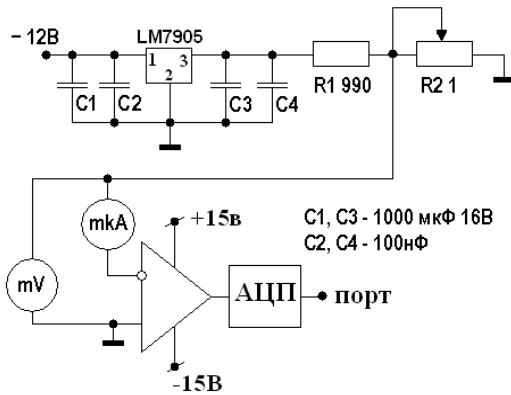 – 12В
LM7905
1 3
2
C1
C2
C3
C4
R1 990
R2 1
mkA
mV
+15в
-15В
АЦП
порт
C1, C3 - 1000 мкФ 16В
C2, C4 - 100нФ